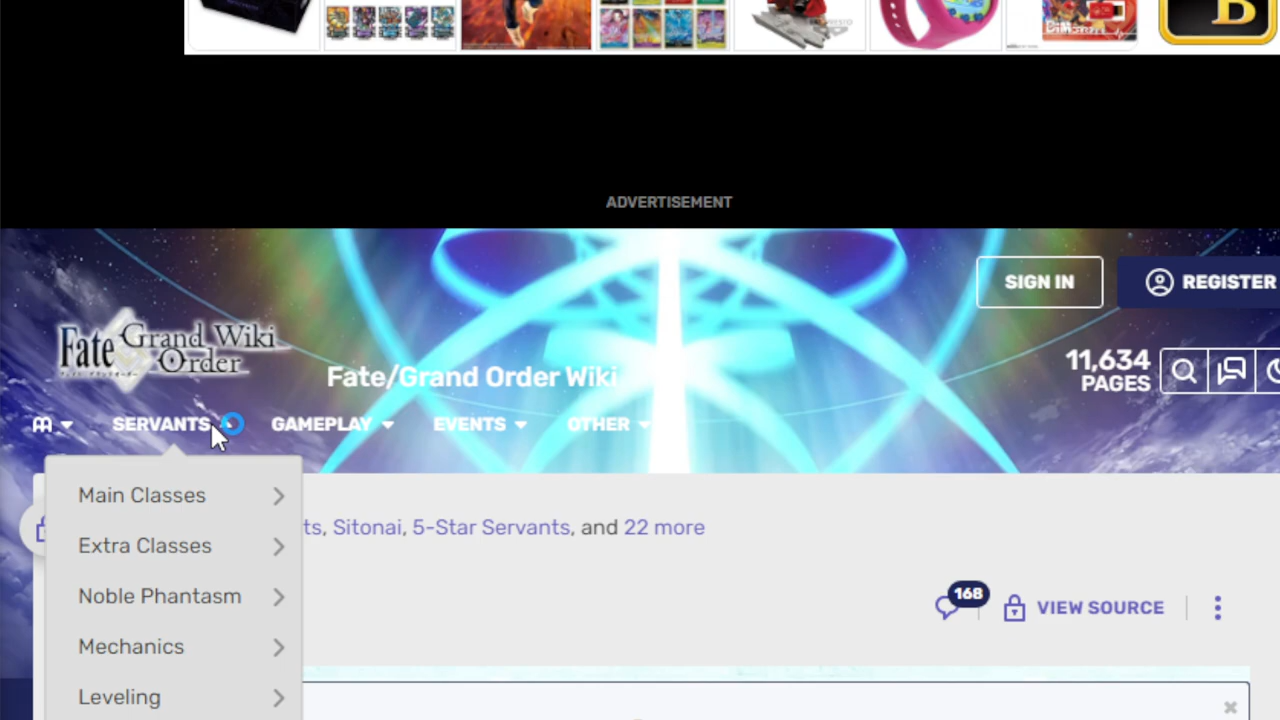 ADVERTISEMENT
SIGN IN
REGISTER
Fate Grand Wiki
Order
Fate/Grand Order Wiki
11,634
PAGES
SERVANTS
GAMEPLAY
EVENTS
OTHER
Main Classes
ts, Sitonai, 5-Star Servants, and 22 more
Extra Classes
Noble Phantasm
168
VIEW SOURCE
Mechanics
Leveling